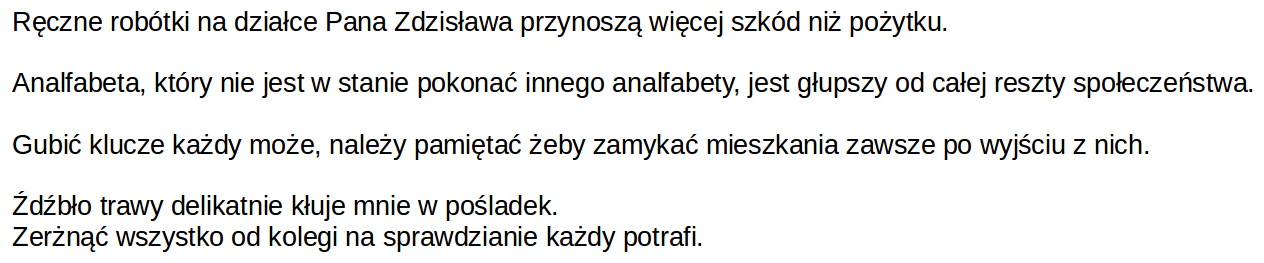 Ręczne robótki na działce Pana Zdzisława przynoszą więcej szkód niż pożytku.
Analfabeta, który nie jest w stanie pokonać innego analfabety, jest głupszy od całej reszty społeczeństwa.
Gubić klucze każdy może, należy pamiętać żeby zamykać mieszkania zawsze po wyjściu z nich.
Źdźbło trawy delikatnie kłuje mnie w pośladek.
Zerżnąć wszystko od kolegi na sprawdzianie każdy potrafi.